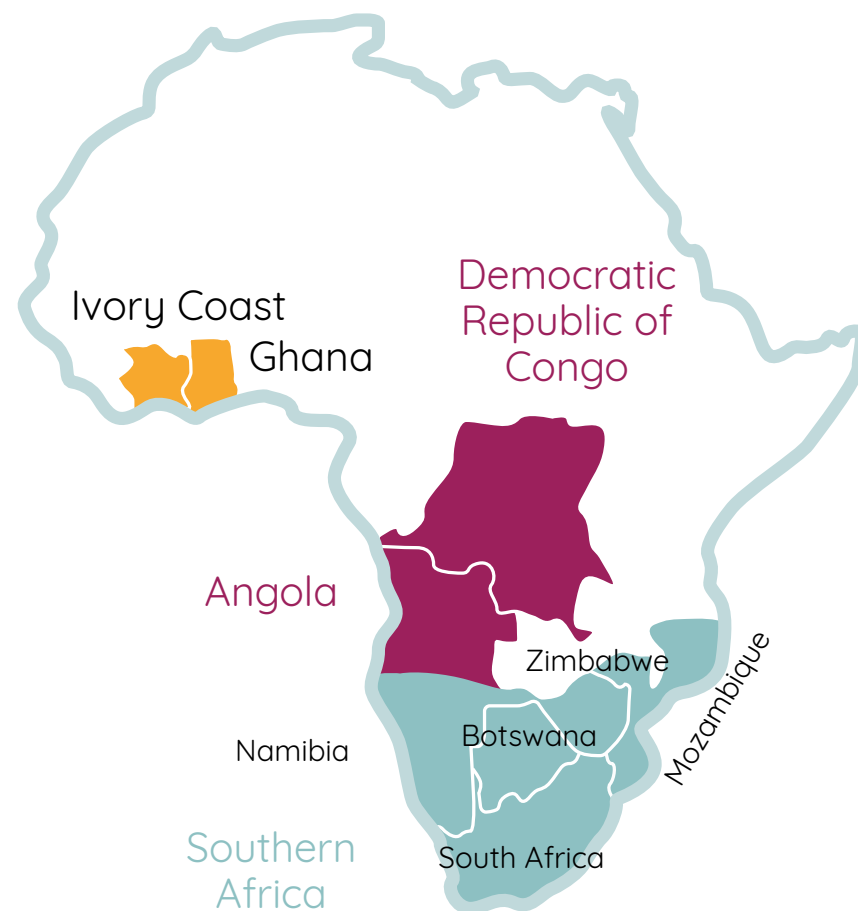 Ivory Coast
Ghana
Democratic
Republic of
Congo
Angola
Zimbabwe
Mozambique
Botswana
Namibia
Southern
Africa
South Africa